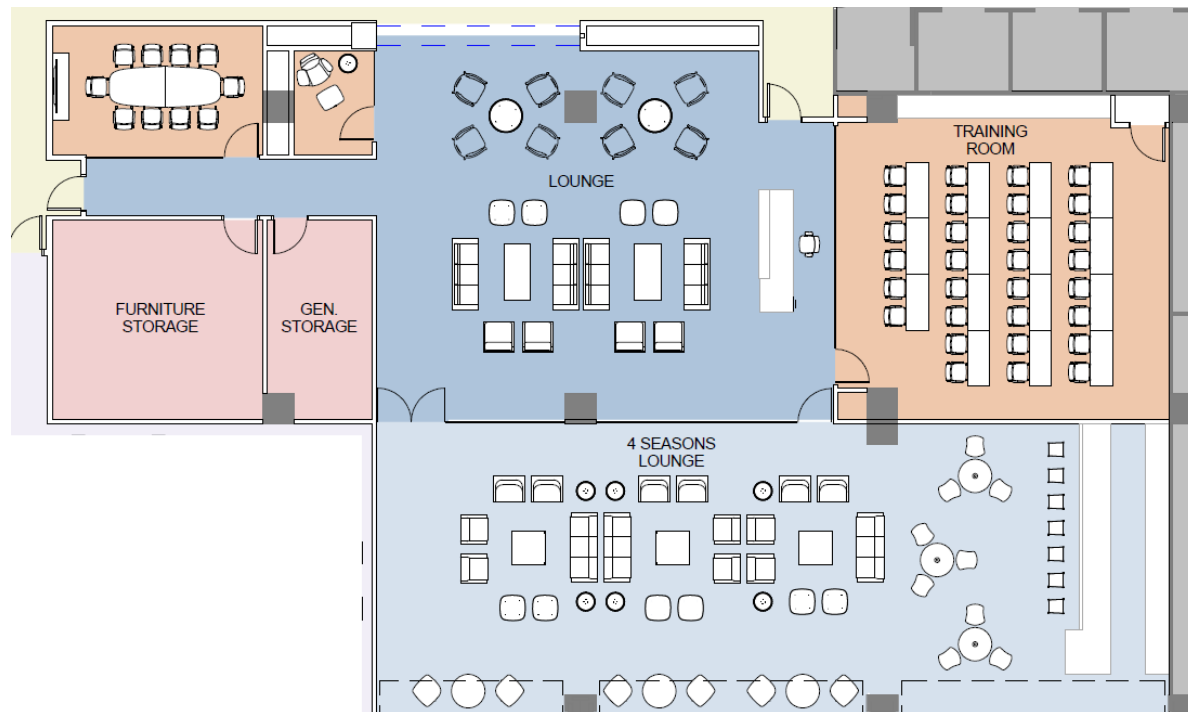 TRAINING
ROOM
LOUNGE
FURNITURE
STORAGE
GEN.
STORAGE
4 SEASONS
LOUNGE